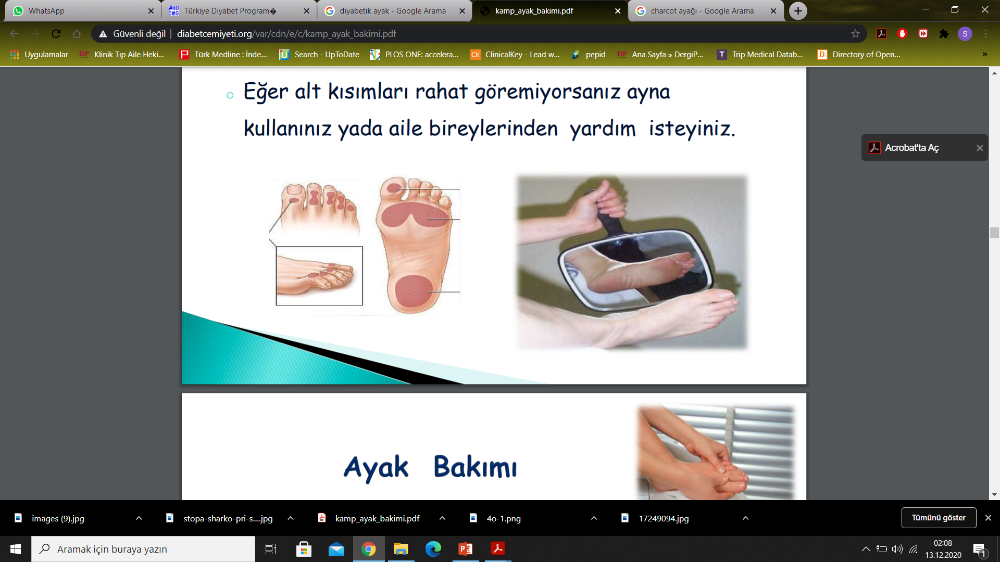 WhatsApp
Türkiye Diyabet Program�
diyabetik ayak - Google Arama
kamp_ayak_bakimi.pdf
charcot ayağı - Google Arama
Güvenli değil
diabetcemiyeti.org/var/cdn/e/c/kamp_ayak_bakimi.pdf
S
Uygulamalar
DP Klinik Tıp Aile Heki...
Türk Medline : İnde...
Search - UpToDate
PLOS ONE: accelera...
CK ClinicalKey - Lead w...
pepid
DP Ana Sayfa » DergiP...
T Trip Medical Datab...
D Directory of Open...
»
Eğer alt kısımları rahat göremiyorsanız ayna
kullanınız yada aile bireylerinden yardım isteyiniz.
Acrobat'ta Aç
Ayak Bakımı
images (9).jpg
stopa-sharko-pri-s....jpg
kamp_ayak_bakimi.pdf
4o-1.png
17249094.jpg
Tümünü göster
Aramak için buraya yazın
02:08
13.12.2020
1